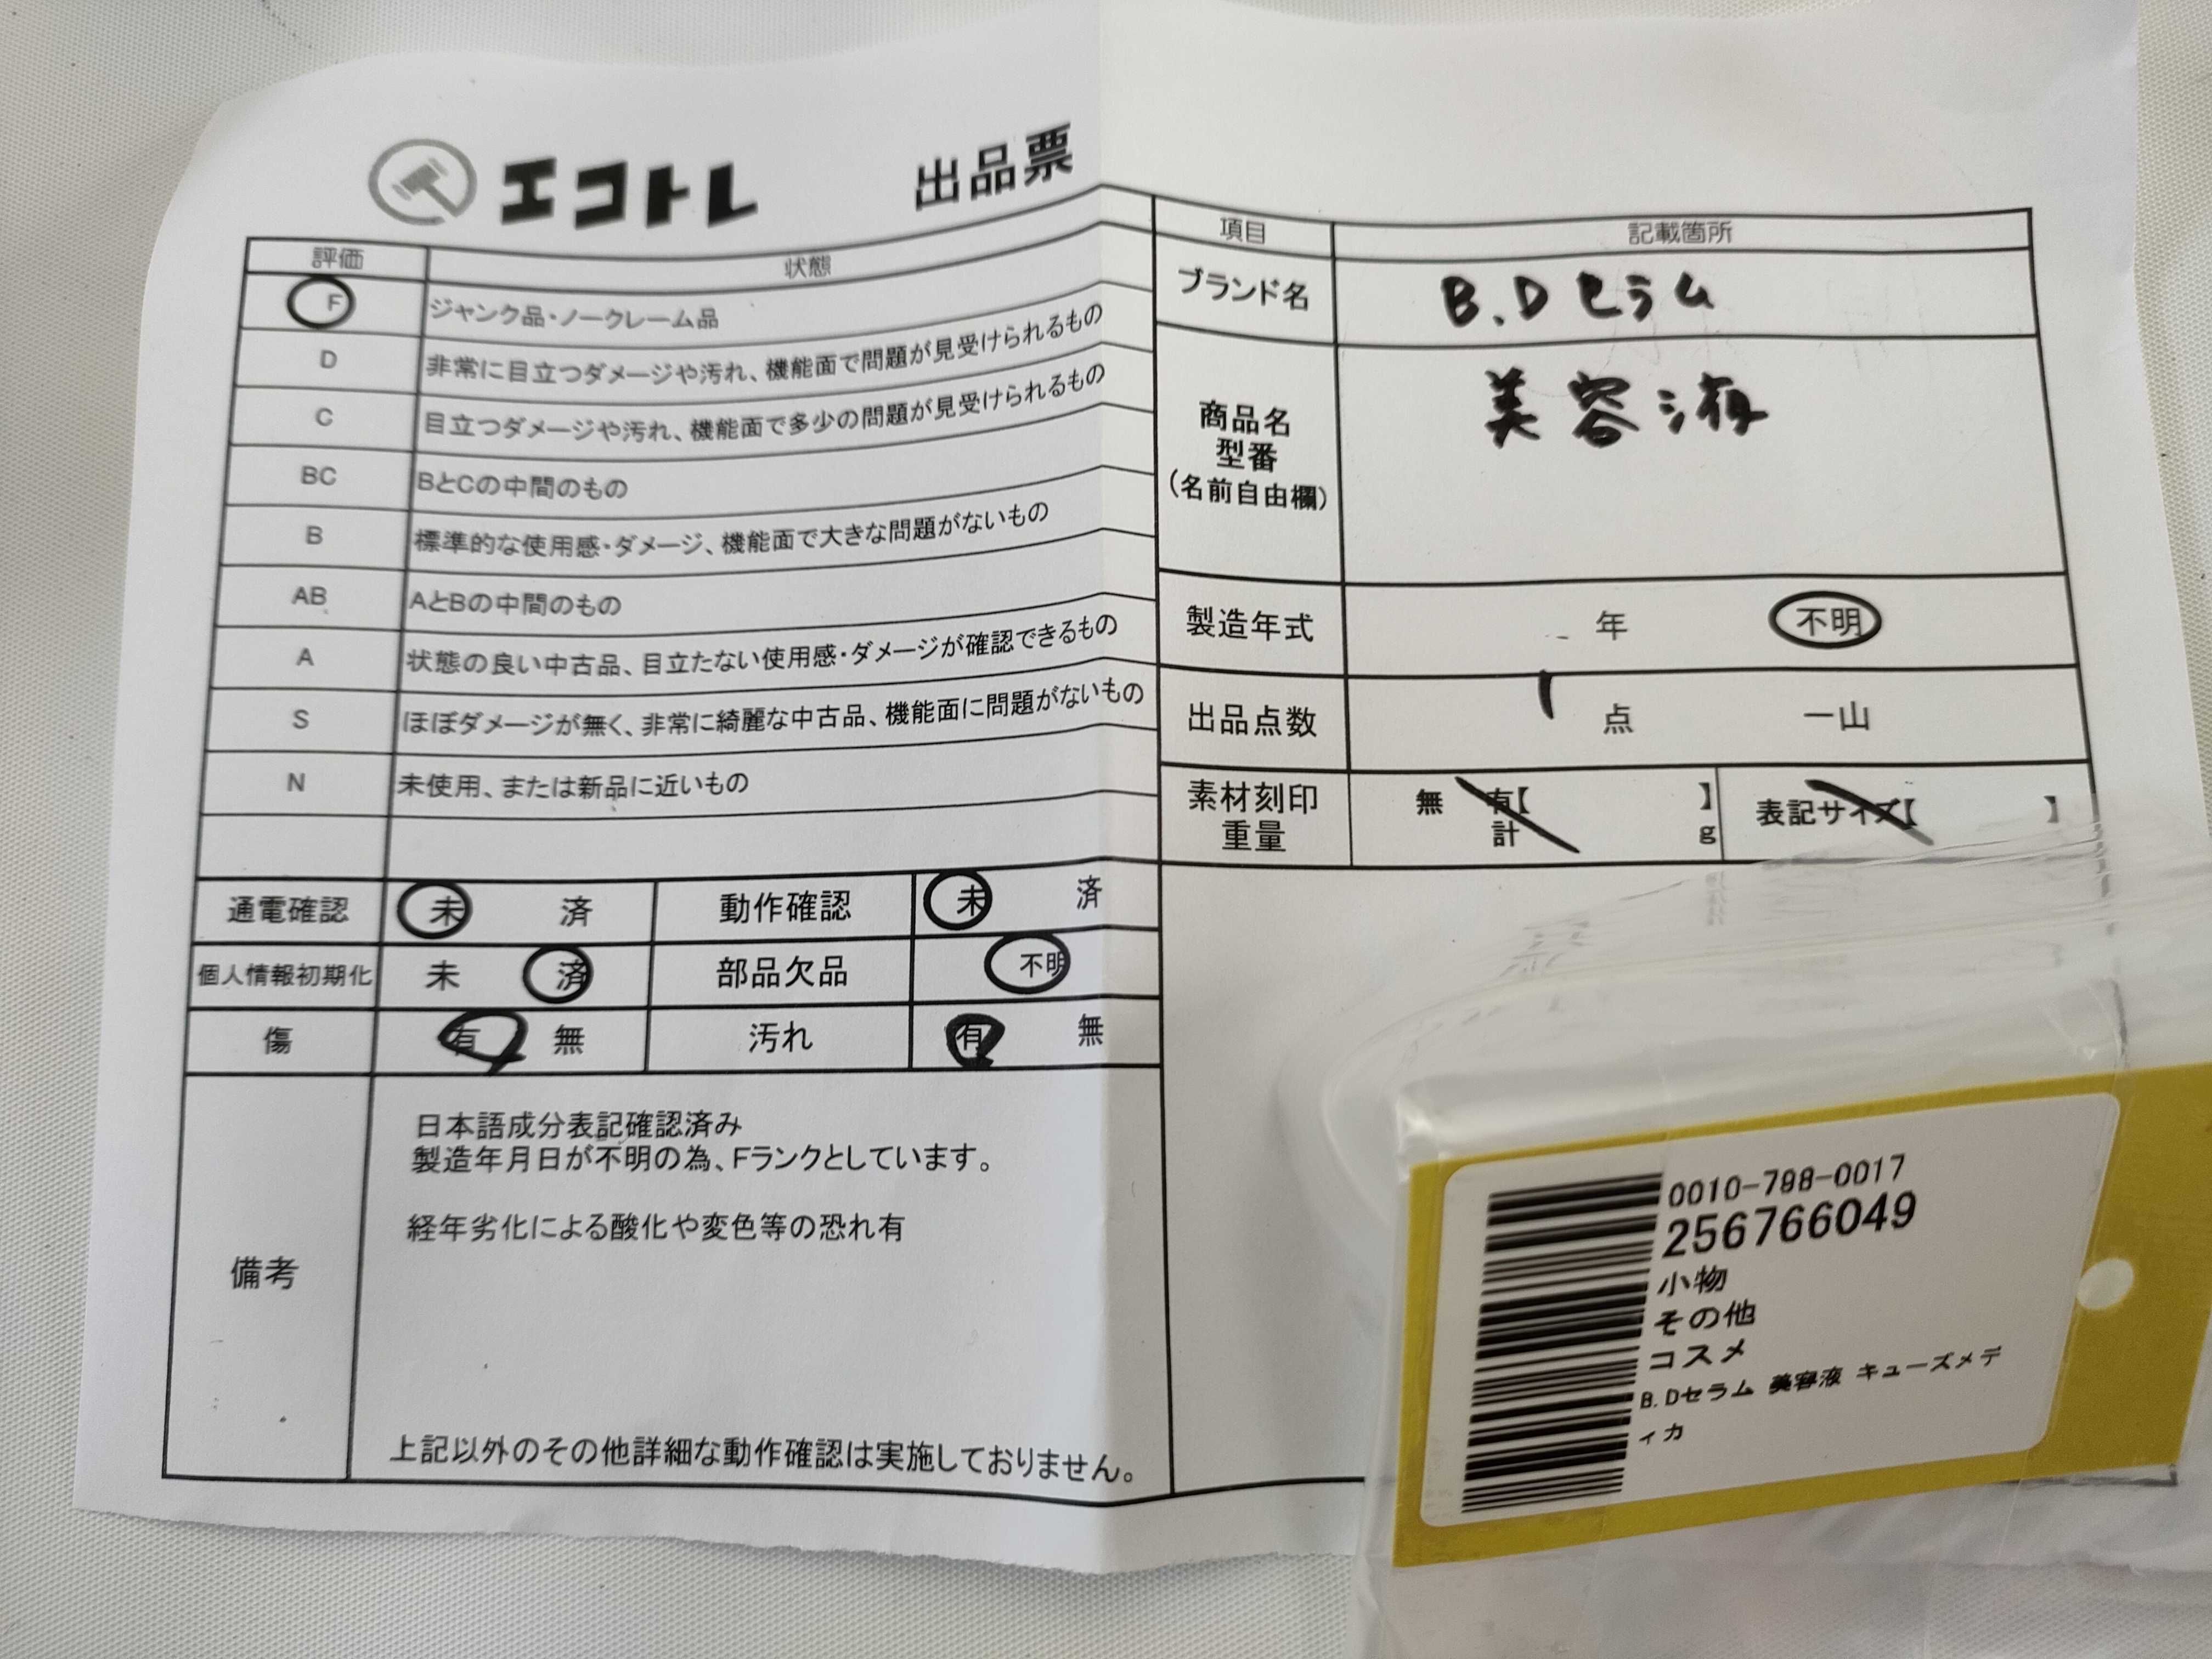 エコトレ 出品票
評価 状態
F ジャンク品・ノークレーム品
D 非常に目立つダメージや汚れ、機能面で問題が見受けられるもの
C 目立つダメージや汚れ、機能面で多少の問題が見受けられるもの
BC BとCの中間のもの
B 標準的な使用感・ダメージ、機能面で大きな問題がないもの
AB AとBの中間のもの
A 状態の良い中古品、目立たない使用感・ダメージが確認できるもの
S ほぼダメージが無く、非常に綺麗な中古品、機能面に問題がないもの
N 未使用、または新品に近いもの
通電確認 未 済 動作確認 未 済
個人情報初期化 未 済 部品欠品 不明
傷 有 無 汚れ 有 無
備考
日本語成分表記確認済み
製造年月日が不明の為、Fランクとしています。
経年劣化による酸化や変色等の恐れ有
上記以外のその他詳細な動作確認は実施しておりません。
項目 記載箇所
ブランド名 B.Dセラム
商品名
型番
(名前自由欄)
美容液
製造年式 年 不明
出品点数 1 点 一山
素材刻印
重量
無 有【 】
計 g
表記サイズ【 】
0010-798-0017
256766049
小物
その他
コスメ
B.Dセラム 美容液 キューズメデ
ィカ